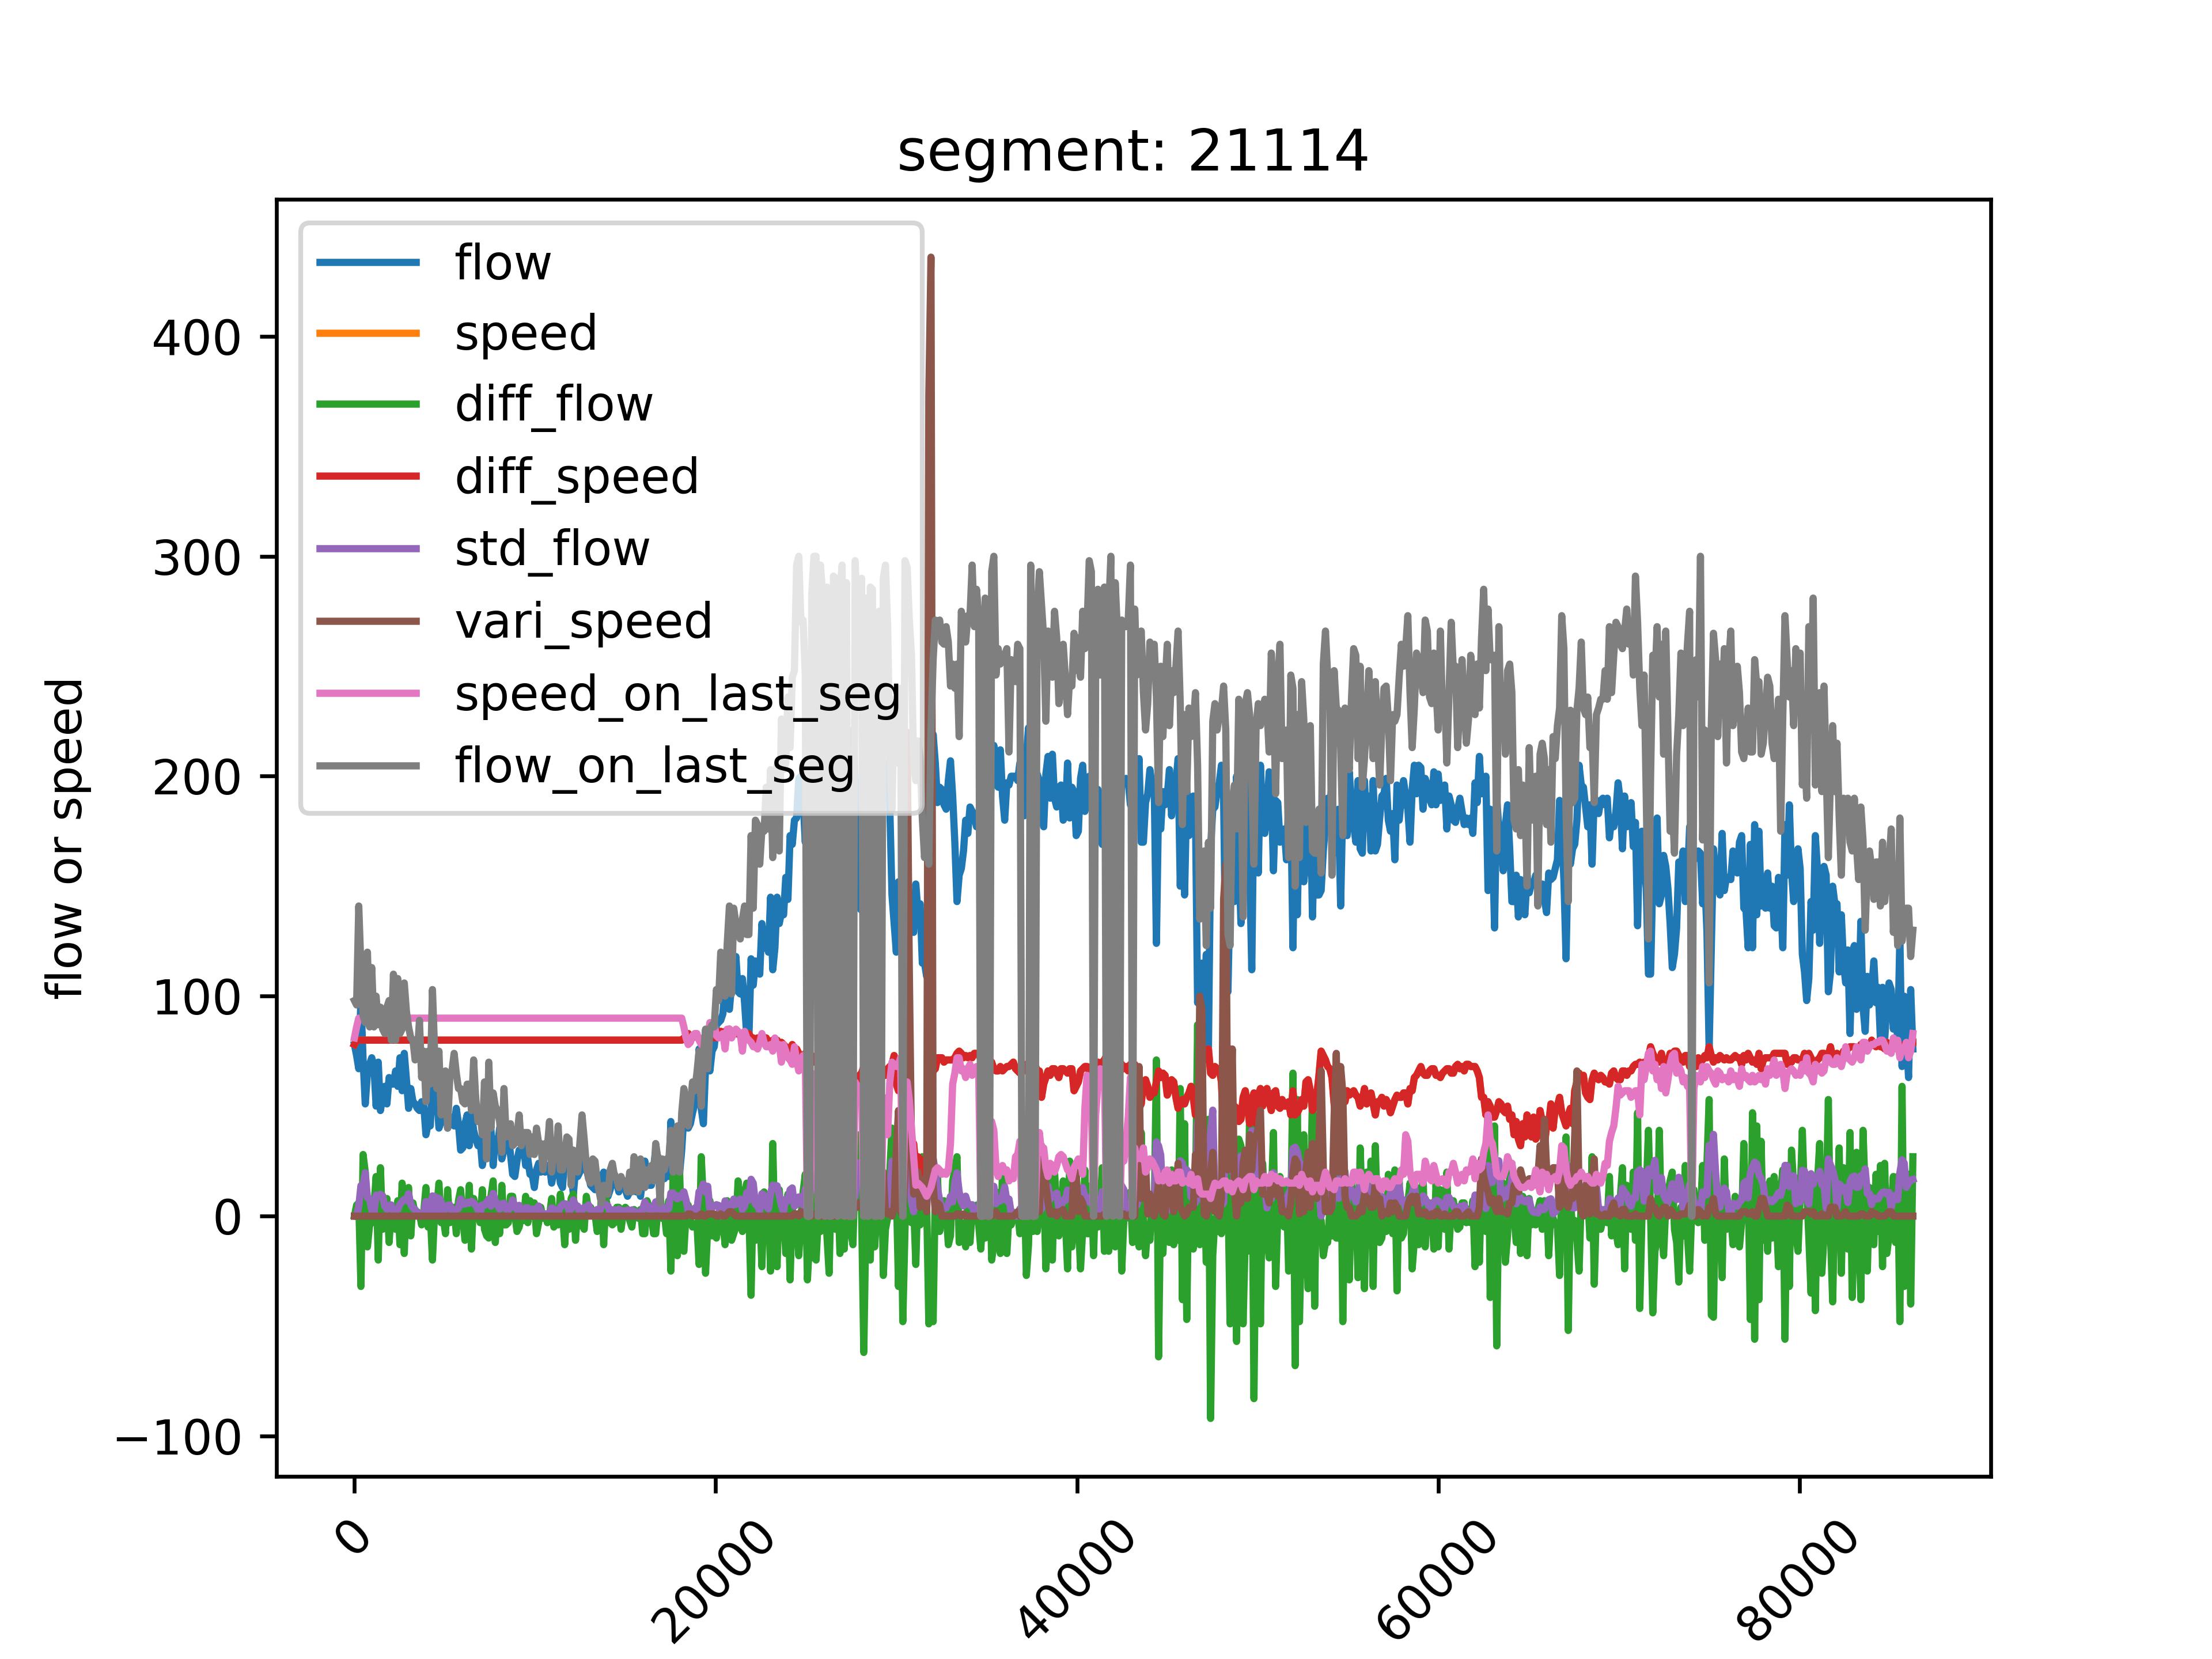 segment: 21114
flow
speed
diff_flow
diff_speed
std_flow
vari_speed
speed_on_last_seg
flow_on_last_seg
flow or speed
400
300
200
100
0
−100
0
20000
40000
60000
80000